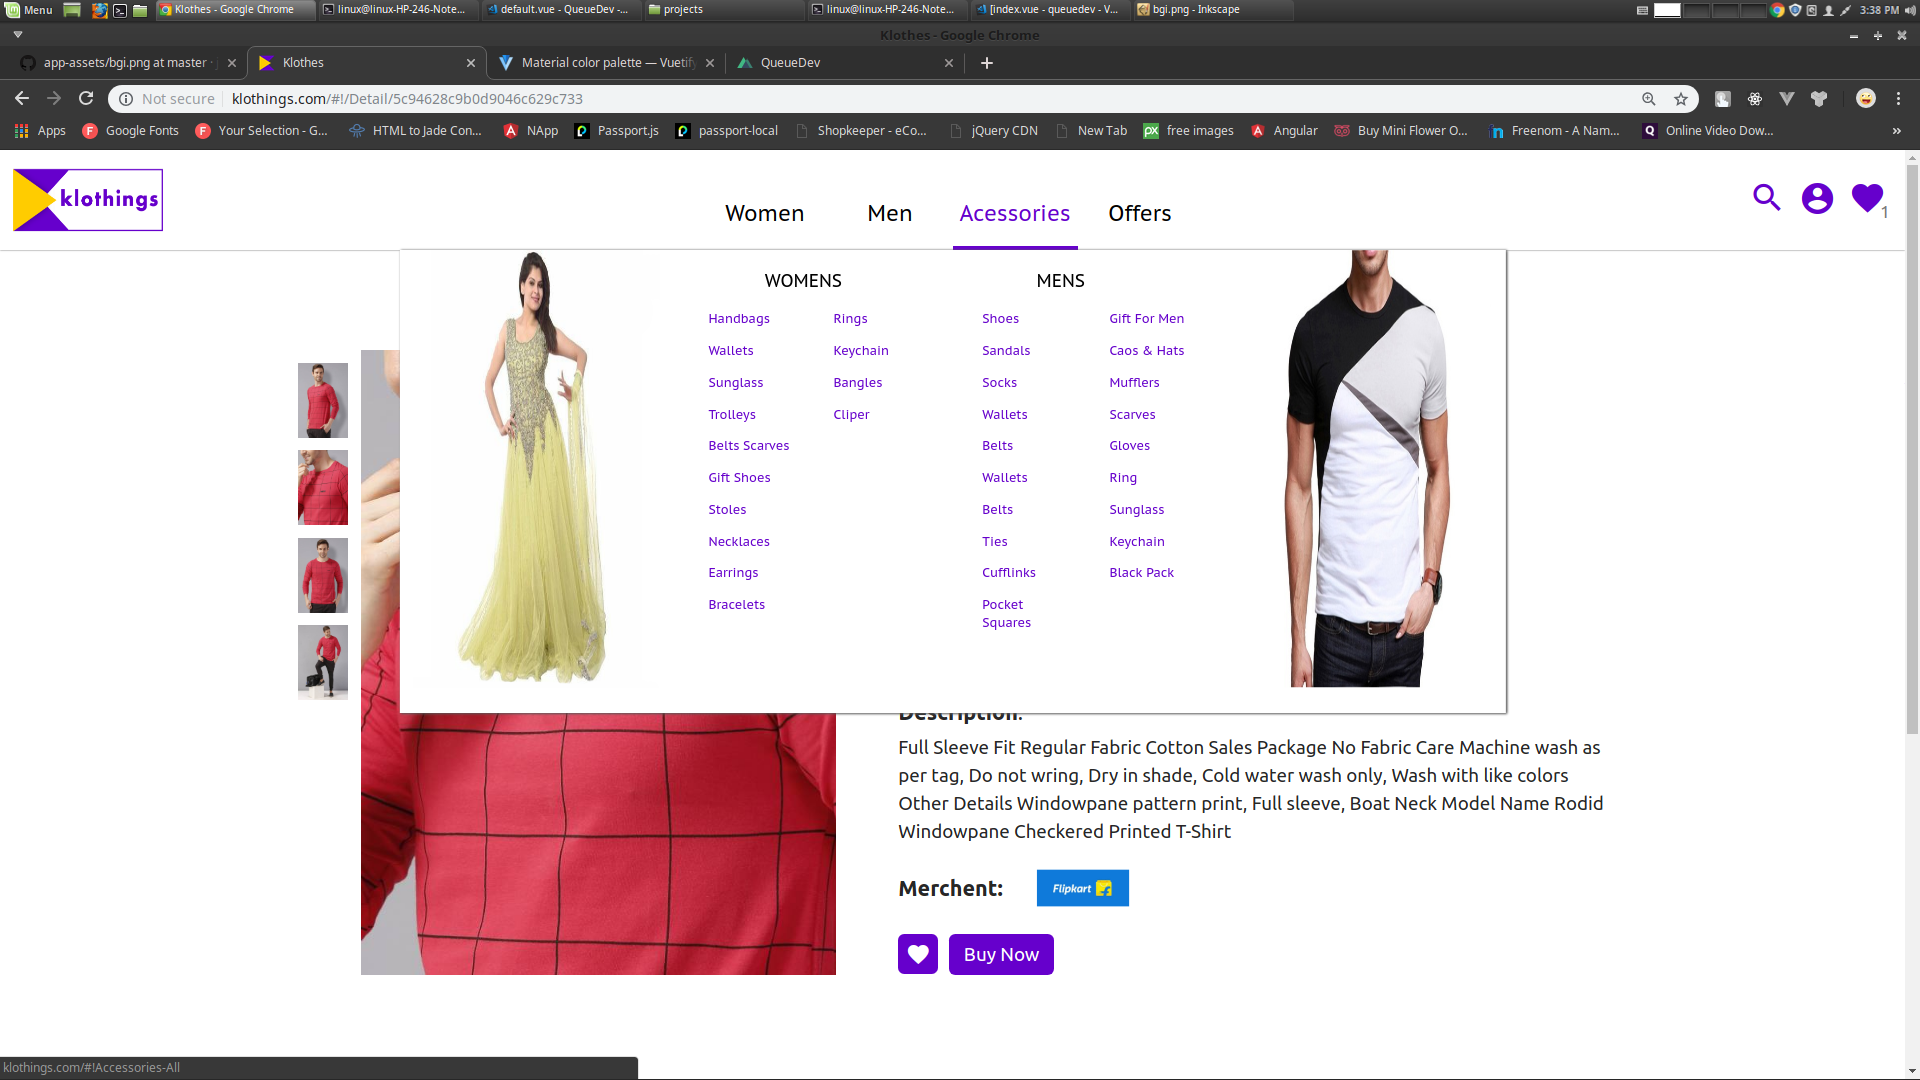 Menu
Klothes - Google Chrome
linux@linux-HP-246-Note...
default.vue - QueueDev -...
projects
linux@linux-HP-246-Note...
[index.vue - queuedev - V...
bgi.png - Inkscape
3:38 PM
Klothes - Google Chrome
app-assets/bgi.png at master ·
Klothes
Material color palette — Vuetify
QueueDev
Not secure
klothings.com/#!/Detail/5c94628c9b0d9046c629c733
Apps
Google Fonts
Your Selection - G...
HTML to Jade Con...
NApp
Passport.js
passport-local
Shopkeeper - eCo...
jQuery CDN
New Tab
free images
Angular
Buy Mini Flower O...
Freenom - A Nam...
Online Video Dow...
»
klothings
Women
Men
Acessories
Offers
1
WOMENS
Handbags
Wallets
Sunglass
Trolleys
Belts Scarves
Gift Shoes
Stoles
Necklaces
Earrings
Bracelets
Rings
Keychain
Bangles
Cliper
MENS
Shoes
Sandals
Socks
Wallets
Belts
Wallets
Belts
Ties
Cufflinks
Pocket
Squares
Gift For Men
Caos & Hats
Mufflers
Scarves
Gloves
Ring
Sunglass
Keychain
Black Pack
Description:
Full Sleeve Fit Regular Fabric Cotton Sales Package No Fabric Care Machine wash as
per tag, Do not wring, Dry in shade, Cold water wash only, Wash with like colors
Other Details Windowpane pattern print, Full sleeve, Boat Neck Model Name Rodid
Windowpane Checkered Printed T-Shirt
Merchent:
Flipkart
Buy Now
klothings.com/#!Accessories-All